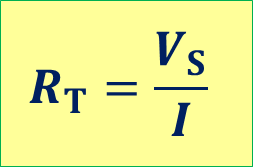 R_T = V_S / I